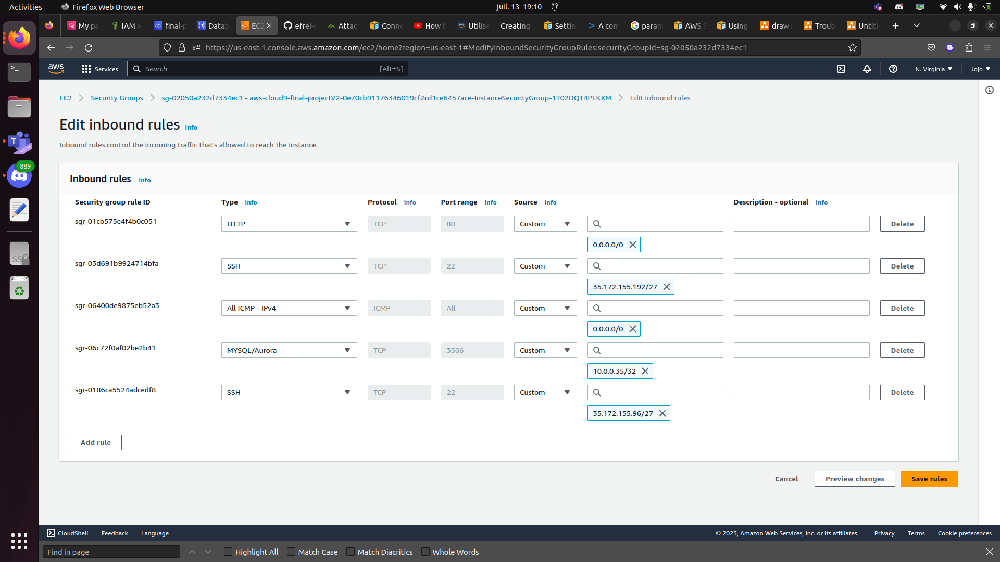 Activities
Firefox Web Browser
juil. 13 19:10
My pa
IAM >
final-p
Datab
EC2
efrei-c
Attach
Conne
How t
Utilise
Creating
Settin
A com
param
AWS S
Using
draw.i
Troub
Untitl
https://us-east-1.console.aws.amazon.com/ec2/home?region=us-east-1#ModifyInboundSecurityGroupRules:securityGroupId=sg-02050a232d7334ec1
aws
Services
Search
[Alt+S]
N. Virginia
Jojo
EC2
Security Groups
sg-02050a232d7334ec1 - aws-cloud9-final-projectV2-0e70cb91176346019cf2cd1ce6457ace-InstanceSecurityGroup-1T02DQT4PEKXM
Edit inbound rules
Edit inbound rules Info
Inbound rules control the incoming traffic that's allowed to reach the instance.
Inbound rules Info
Security group rule ID
Type Info
Protocol Info
Port range Info
Source Info
Description - optional Info
sgr-01cb575e4f4b0c051
HTTP
TCP
80
Custom
Delete
0.0.0.0/0
sgr-03d691b9924714bfa
SSH
TCP
22
Custom
Delete
35.172.155.192/27
sgr-06400de9875eb52a3
All ICMP - IPv4
ICMP
All
Custom
Delete
0.0.0.0/0
sgr-06c72f0af02be2b41
MYSQL/Aurora
TCP
3306
Custom
Delete
10.0.0.35/32
sgr-0186ca5524adcedf8
SSH
TCP
22
Custom
Delete
35.172.155.96/27
Add rule
Cancel
Preview changes
Save rules
CloudShell
Feedback
Language
© 2023, Amazon Web Services, Inc. or its affiliates.
Privacy
Terms
Cookie preferences
Find in page
Highlight All
Match Case
Match Diacritics
Whole Words
889
T
PREVIEW
SSD